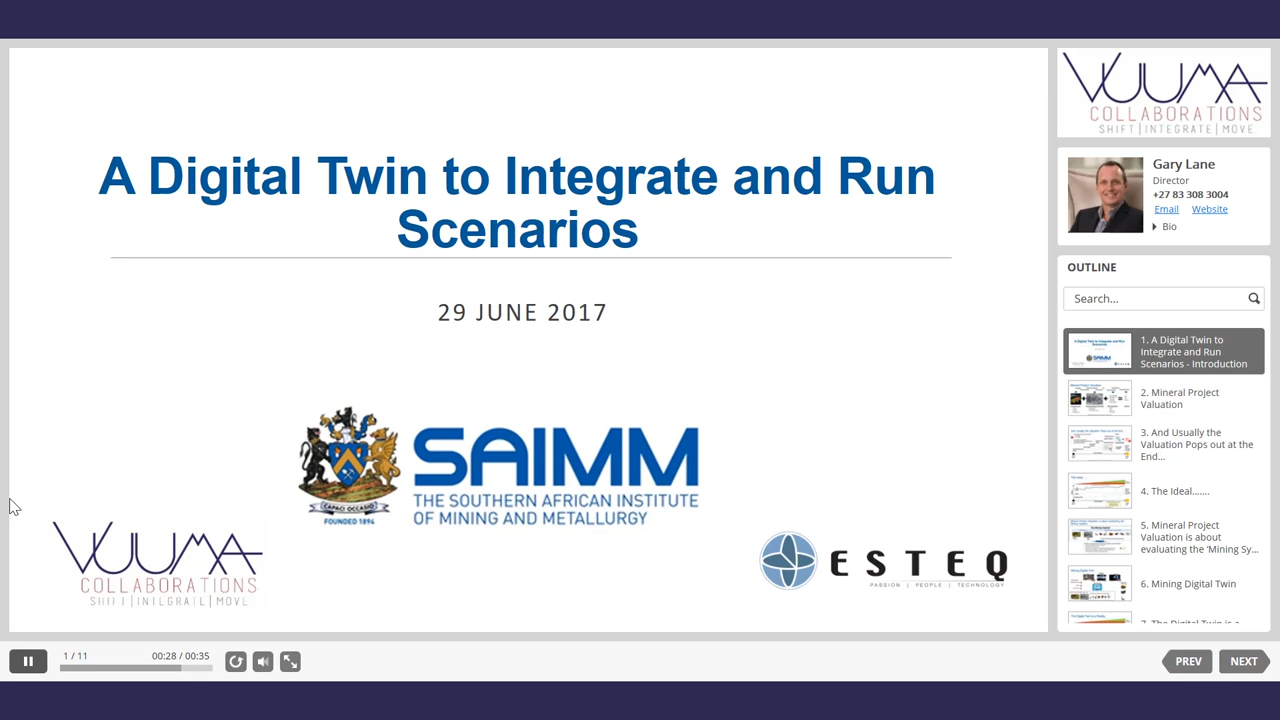 A Digital Twin to Integrate and Run
Scenarios
29 JUNE 2017
CAPACI OCCASIO
FOUNDED 1894
SAIMM
THE SOUTHERN AFRICAN INSTITUTE
OF MINING AND METALLURGY
VUUMA
COLLABORATIONS
SHIFT | INTEGRATE | MOVE
ESTEQ
PASSION | PEOPLE | TECHNOLOGY
VUUMA
COLLABORATIONS
SHIFT | INTEGRATE | MOVE
Gary Lane
Director
+27 83 308 3004
Email Website
Bio
OUTLINE
Search...
1. A Digital Twin to
Integrate and Run
Scenarios - Introduction
2. Mineral Project
Valuation
3. And Usually the
Valuation Pops out at the
End...
4. The Ideal.......
5. Mineral Project
Valuation is about
evaluating the 'Mining Sy...
6. Mining Digital Twin
7. The Digital Twin is a
1 / 11
00:28 / 00:35
PREV
NEXT